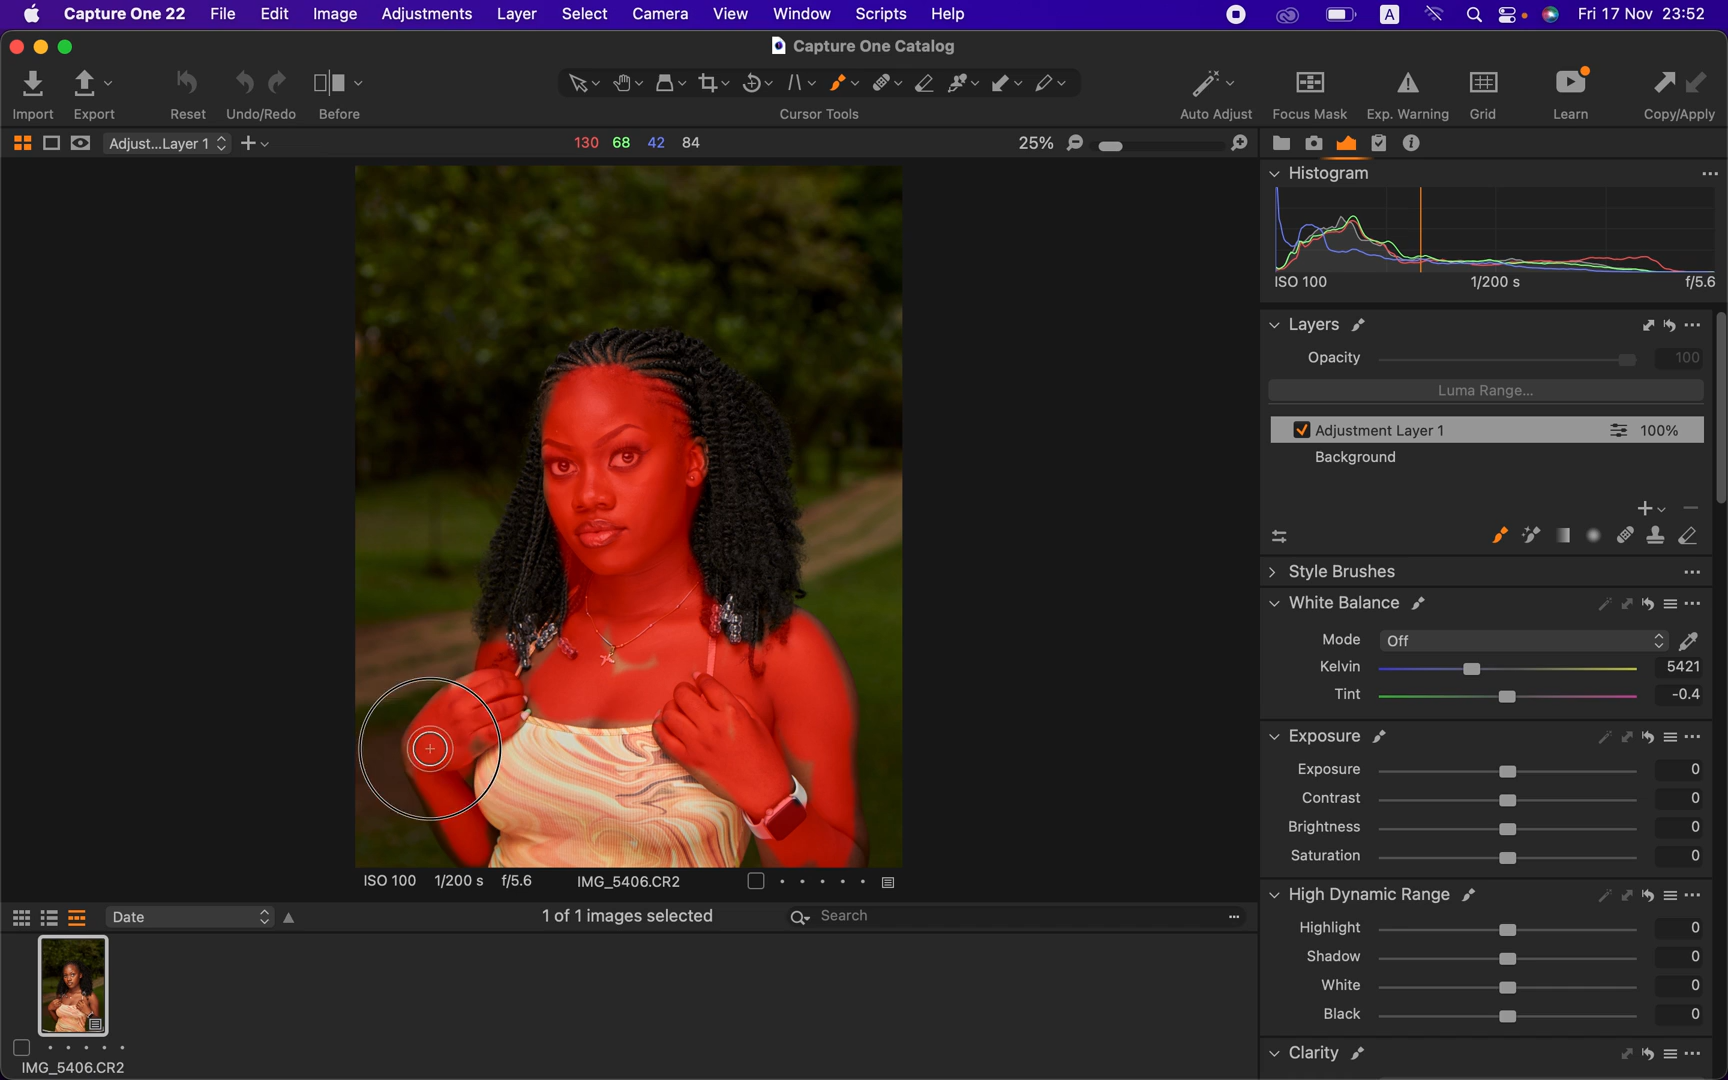 Capture One 22 File Edit Image Adjustments Layer Select Camera View Window Scripts Help A Fri 17 Nov 23:52
Capture One Catalog
Import Export Reset Undo/Redo Before Cursor Tools Auto Adjust Focus Mask Exp. Warning Grid Learn Copy/Apply
Adjust...Layer 1 130 68 42 84 25%
Histogram
ISO 100 1/200 s f/5.6
Layers
Opacity 100
Luma Range...
Adjustment Layer 1 100%
Background
Style Brushes
White Balance
Mode Off
Kelvin 5421
Tint -0.4
Exposure
Exposure 0
Contrast 0
Brightness 0
Saturation 0
High Dynamic Range
Highlight 0
Shadow 0
White 0
Black 0
Clarity
ISO 100 1/200 s f/5.6 IMG_5406.CR2
Date 1 of 1 images selected Search
IMG_5406.CR2